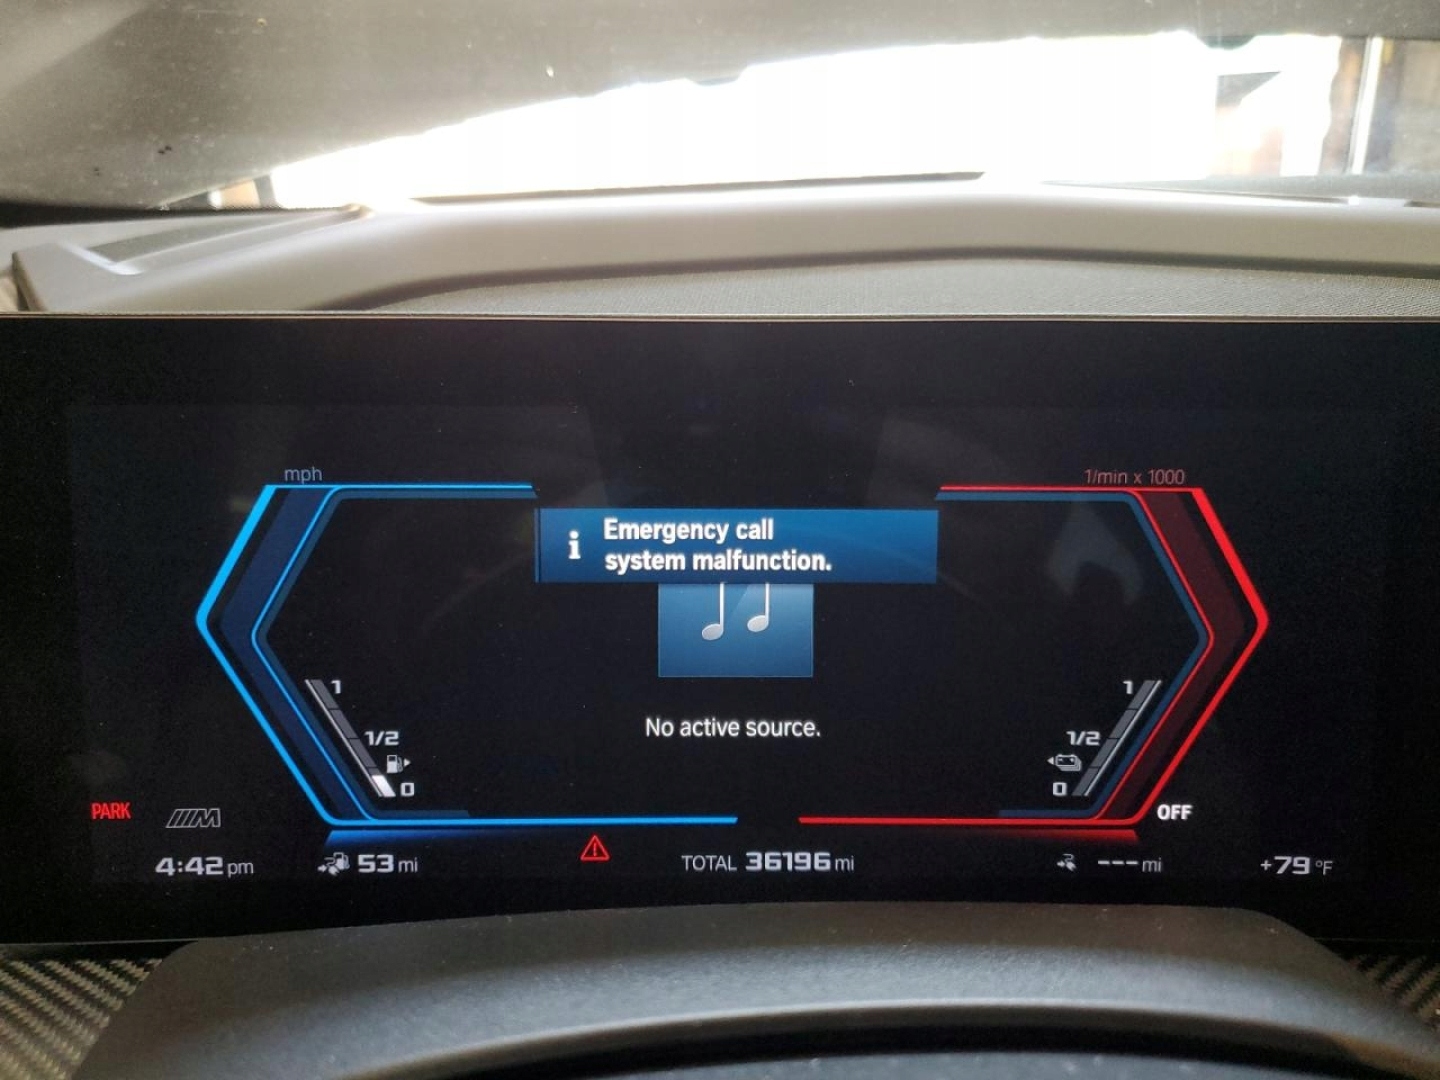 mph
1/min x 1000
i
Emergency call
system malfunction.
1
1
1/2
1/2
0
0
No active source.
PARK
M
OFF
4:42 pm
53 mi
TOTAL 36196 mi
--- mi
+79 °F